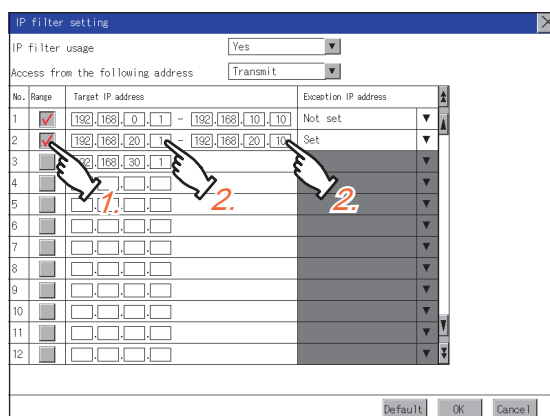 IP filter setting
IP filter usage Yes
Access from the following address Transmit
No. Range Target IP address Exception IP address
1 192.168.0.1 - 192.168.10.10 Not set
2 192.168.20.1 - 192.168.20.10 Set
3 192.168.30.1
4 . . .
5 . . .
6 . . .
7 . . .
8 . . .
9 . . .
10 . . .
11 . . .
12 . . .
1. 2. 2.
Default OK Cancel